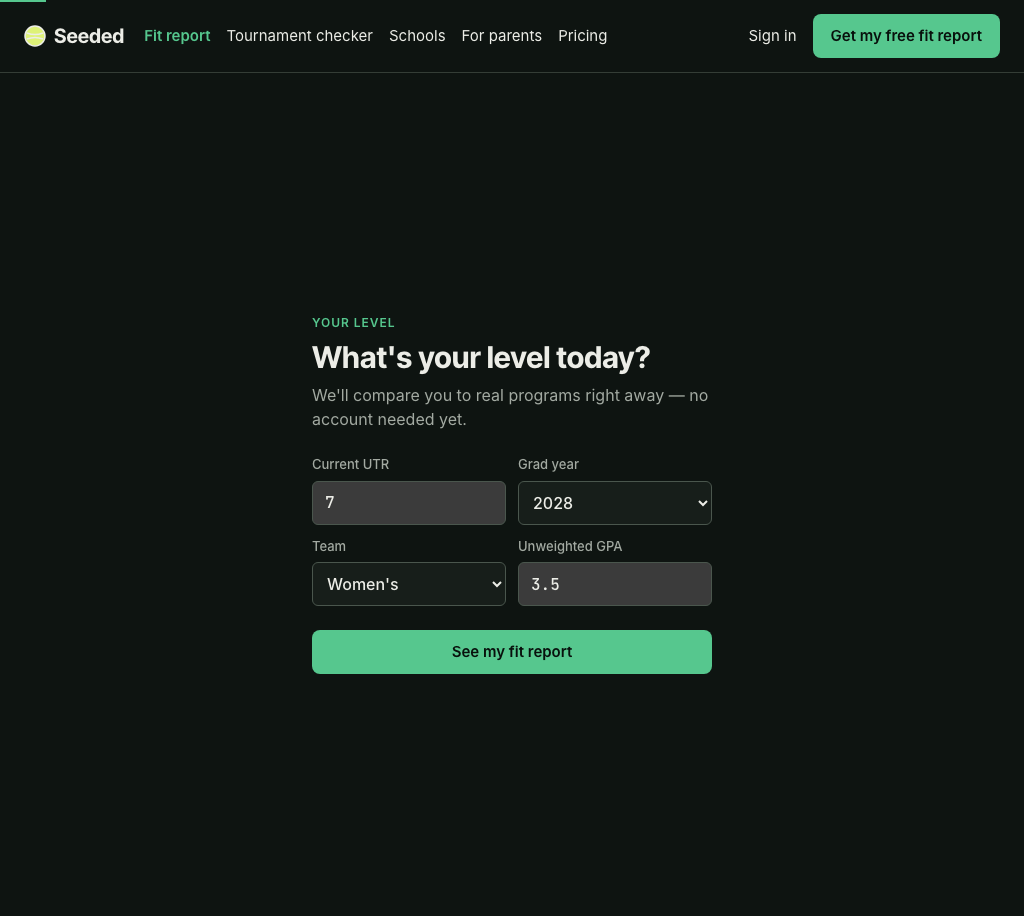 Seeded Fit report Tournament checker Schools For parents Pricing Sign in Get my free fit report
YOUR LEVEL
What's your level today?
We'll compare you to real programs right away — no
account needed yet.
Current UTR Grad year
7 2028
Team Unweighted GPA
Women's 3.5
See my fit report